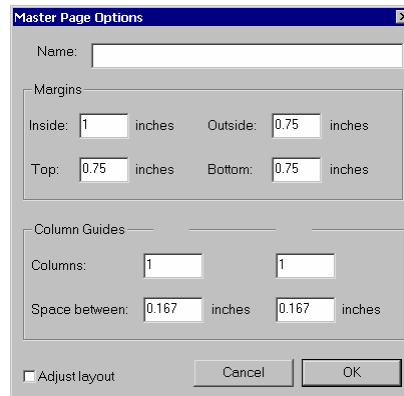 Master Page Options
Name:
Margins
Inside: 1 inches Outside: 0.75 inches
Top: 0.75 inches Bottom: 0.75 inches
Column Guides
Columns: 1 1
Space between: 0.167 inches 0.167 inches
Adjust layout Cancel OK